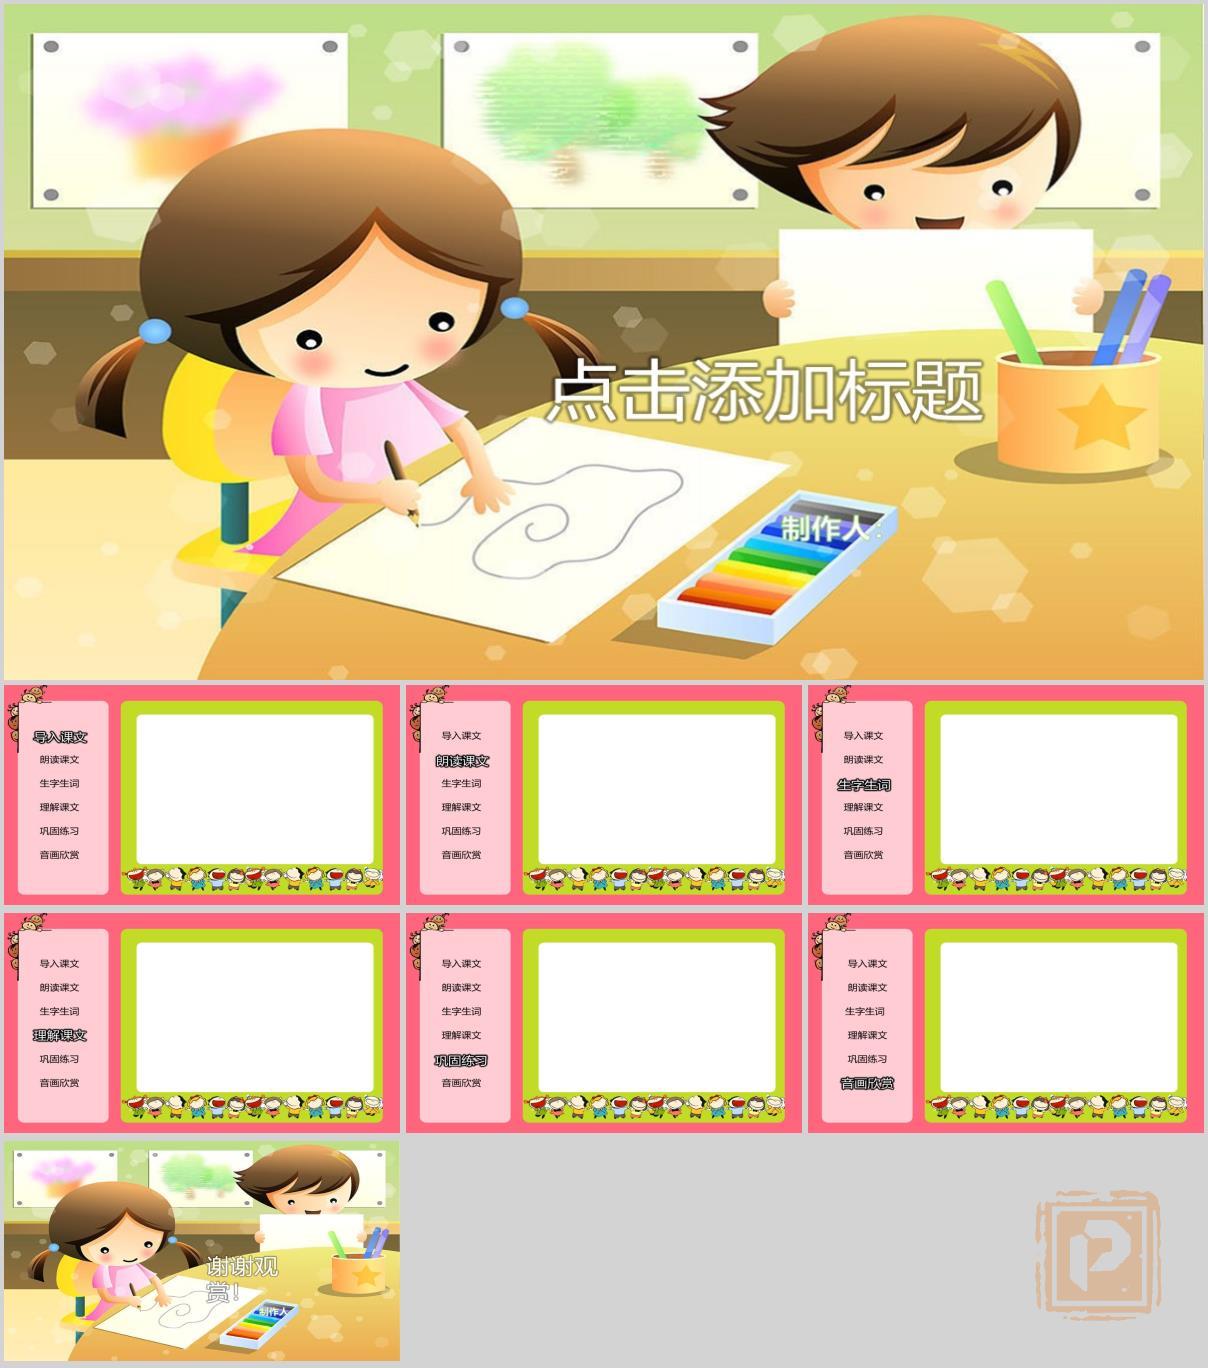 点击添加标题
制作人：
导入课文
朗读课文
生字生词
理解课文
巩固练习
音画欣赏
导入课文
朗读课文
生字生词
理解课文
巩固练习
音画欣赏
导入课文
朗读课文
生字生词
理解课文
巩固练习
音画欣赏
导入课文
朗读课文
生字生词
理解课文
巩固练习
音画欣赏
导入课文
朗读课文
生字生词
理解课文
巩固练习
音画欣赏
导入课文
朗读课文
生字生词
理解课文
巩固练习
音画欣赏
谢谢观
赏！
制作人
P